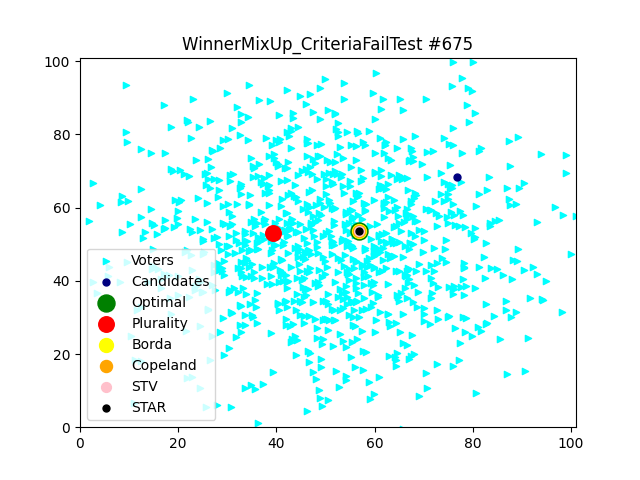 WinnerMixUp_CriteriaFailTest #675
100
80
60
40
20
0
Voters
Candidates
Optimal
Plurality
Borda
Copeland
STV
STAR
0 20 40 60 80 100